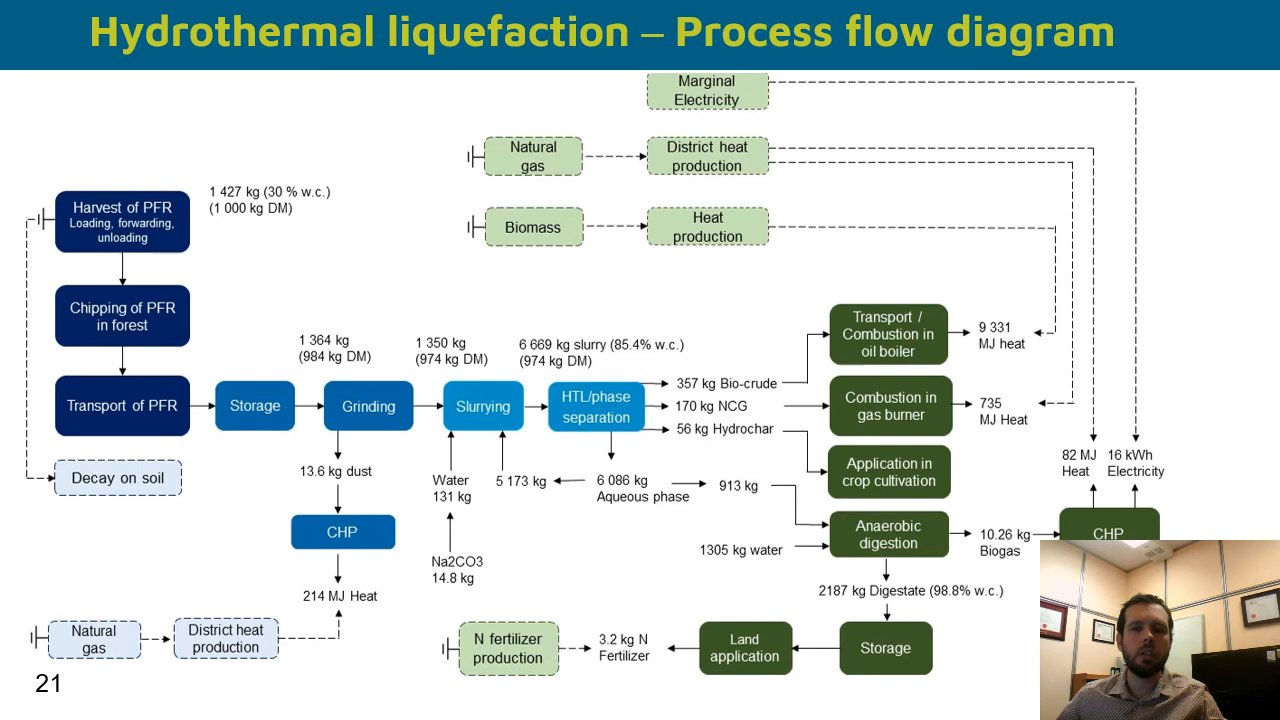 Hydrothermal liquefaction – Process flow diagram
Marginal
Electricity
Natural
gas
District heat
production
Biomass
Heat
production
Harvest of PFR
Loading, forwarding,
unloading
1 427 kg (30 % w.c.)
(1 000 kg DM)
Chipping of PFR
in forest
Transport of PFR
Storage
1 364 kg
(984 kg DM)
Grinding
1 350 kg
(974 kg DM)
Slurrying
6 669 kg slurry (85.4% w.c.)
(974 kg DM)
HTL/phase
separation
357 kg Bio-crude
170 kg NCG
56 kg Hydrochar
Transport /
Combustion in
oil boiler
9 331
MJ heat
Combustion in
gas burner
735
MJ Heat
Application in
crop cultivation
82 MJ
Heat
16 kWh
Electricity
Decay on soil
13.6 kg dust
Water
131 kg
5 173 kg
6 086 kg
Aqueous phase
913 kg
Anaerobic
digestion
10.26 kg
Biogas
CHP
CHP
1305 kg water
Na2CO3
14.8 kg
214 MJ Heat
2187 kg Digestate (98.8% w.c.)
Natural
gas
District heat
production
N fertilizer
production
3.2 kg N
Fertilizer
Land
application
Storage
21